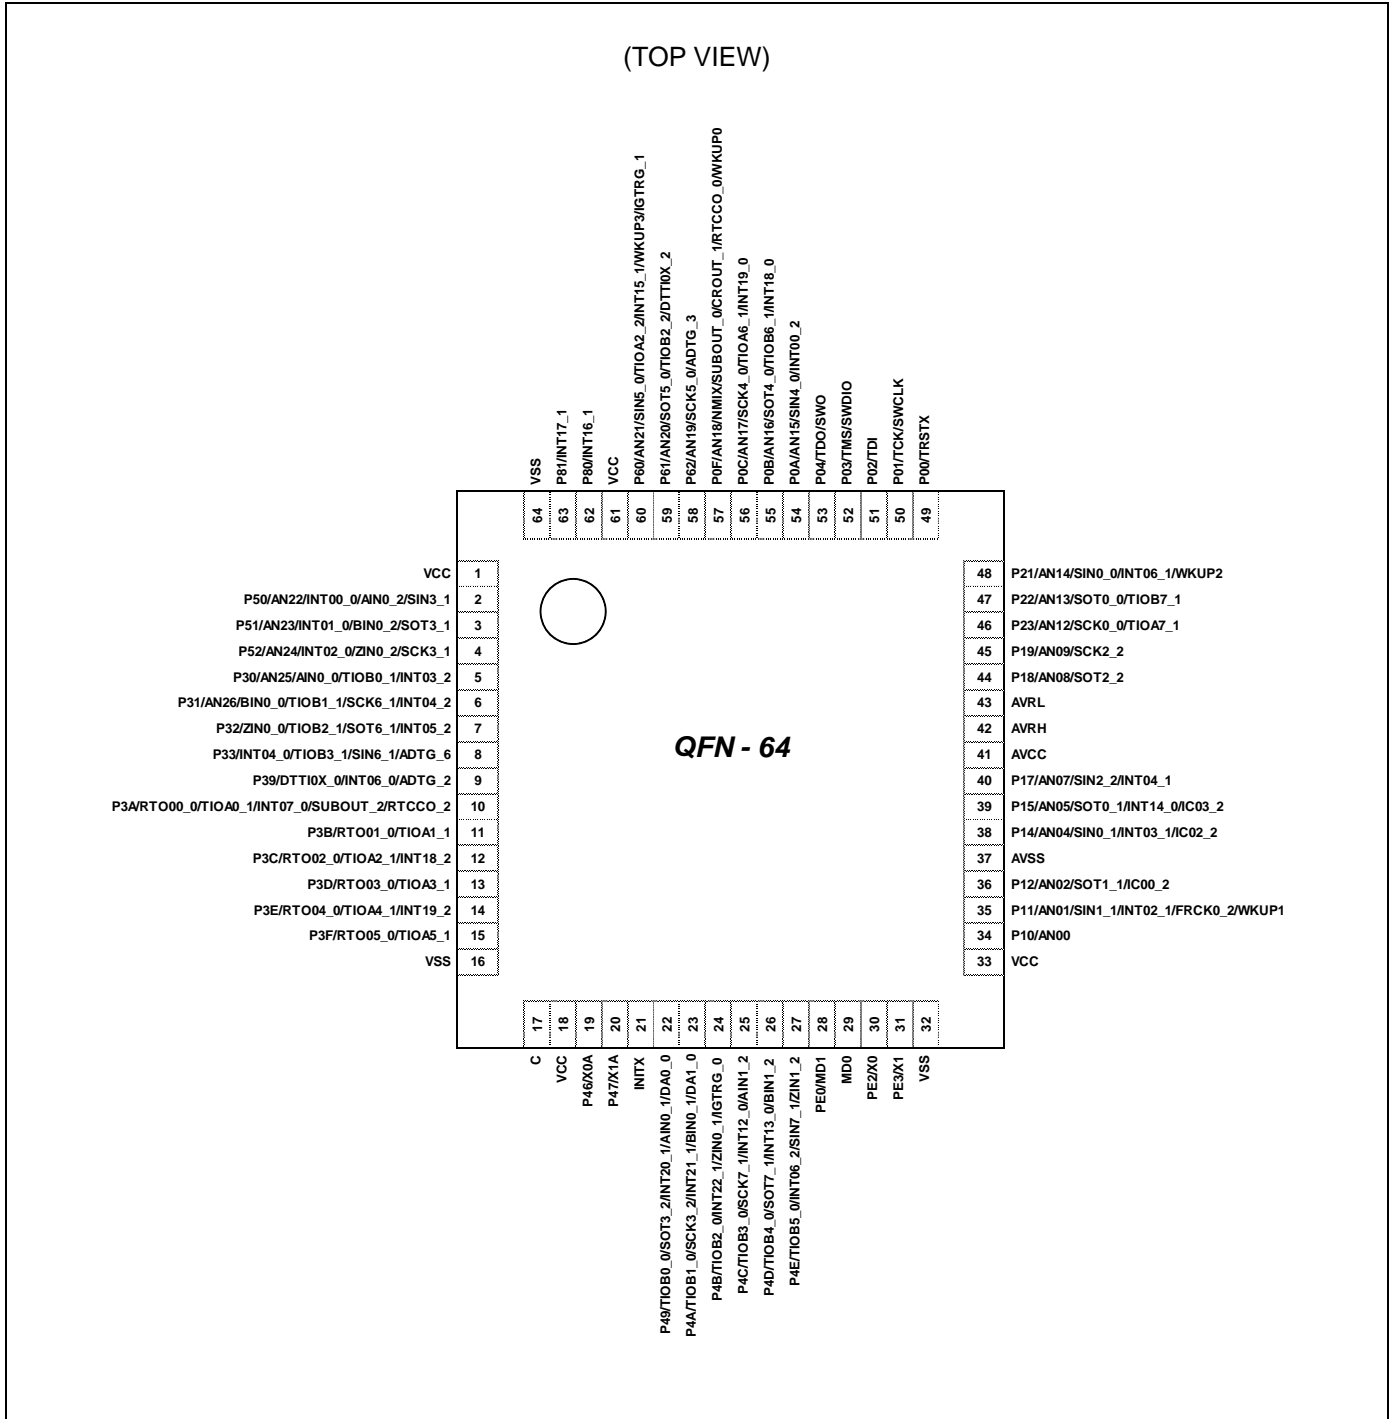 (TOP VIEW)
VSS
P81/INT17_1
P80/INT16_1
VCC
P60/AN21/SIN5_0/TIOA2_2/INT15_1/WKUP3/IGTRG_1
P61/AN20/SOT5_0/TIOB2_2/DTTI0X_2
P62/AN19/SCK5_0/ADTG_3
P0F/AN18/NMIX/SUBOUT_0/CROUT_1/RTCCO_0/WKUP0
P0C/AN17/SCK4_0/TIOA6_1/INT19_0
P0B/AN16/SOT4_0/TIOB6_1/INT18_0
P0A/AN15/SIN4_0/INT00_2
P04/TDO/SWO
P03/TMS/SWDIO
P02/TDI
P01/TCK/SWCLK
P00/TRSTX
64 63 62 61 60 59 58 57 56 55 54 53 52 51 50 49
VCC 1
P50/AN22/INT00_0/AIN0_2/SIN3_1 2
P51/AN23/INT01_0/BIN0_2/SOT3_1 3
P52/AN24/INT02_0/ZIN0_2/SCK3_1 4
P30/AN25/AIN0_0/TIOB0_1/INT03_2 5
P31/AN26/BIN0_0/TIOB1_1/SCK6_1/INT04_2 6
P32/ZIN0_0/TIOB2_1/SOT6_1/INT05_2 7
P33/INT04_0/TIOB3_1/SIN6_1/ADTG_6 8
P39/DTTI0X_0/INT06_0/ADTG_2 9
P3A/RTO00_0/TIOA0_1/INT07_0/SUBOUT_2/RTCCO_2 10
P3B/RTO01_0/TIOA1_1 11
P3C/RTO02_0/TIOA2_1/INT18_2 12
P3D/RTO03_0/TIOA3_1 13
P3E/RTO04_0/TIOA4_1/INT19_2 14
P3F/RTO05_0/TIOA5_1 15
VSS 16
QFN - 64
48 P21/AN14/SIN0_0/INT06_1/WKUP2
47 P22/AN13/SOT0_0/TIOB7_1
46 P23/AN12/SCK0_0/TIOA7_1
45 P19/AN09/SCK2_2
44 P18/AN08/SOT2_2
43 AVRL
42 AVRH
41 AVCC
40 P17/AN07/SIN2_2/INT04_1
39 P15/AN05/SOT0_1/INT14_0/IC03_2
38 P14/AN04/SIN0_1/INT03_1/IC02_2
37 AVSS
36 P12/AN02/SOT1_1/IC00_2
35 P11/AN01/SIN1_1/INT02_1/FRCK0_2/WKUP1
34 P10/AN00
33 VCC
17 18 19 20 21 22 23 24 25 26 27 28 29 30 31 32
C
VCC
P46/X0A
P47/X1A
INITX
P49/TIOB0_0/SOT3_2/INT20_1/AIN0_1/DA0_0
P4A/TIOB1_0/SCK3_2/INT21_1/BIN0_1/DA1_0
P4B/TIOB2_0/INT22_1/ZIN0_1/IGTRG_0
P4C/TIOB3_0/SCK7_1/INT12_0/AIN1_2
P4D/TIOB4_0/SOT7_1/INT13_0/BIN1_2
P4E/TIOB5_0/INT06_2/SIN7_1/ZIN1_2
PE0/MD1
MD0
PE2/X0
PE3/X1
VSS